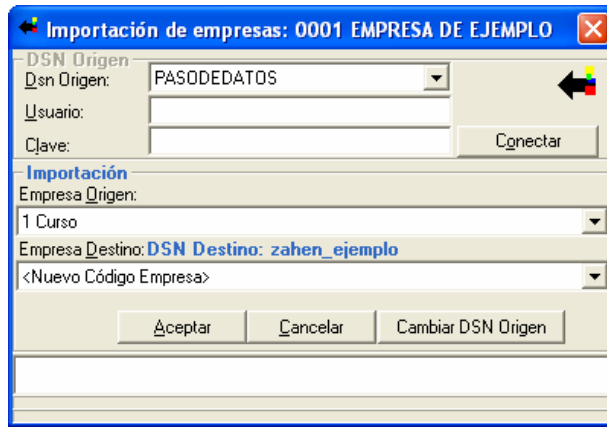 Importación de empresas: 0001 EMPRESA DE EJEMPLO
DSN Origen
Dsn Origen: PASODEDATOS
Usuario:
Clave: Conectar
Importación
Empresa Origen:
1 Curso
Empresa Destino: DSN Destino: zahen_ejemplo
<Nuevo Código Empresa>
Aceptar Cancelar Cambiar DSN Origen